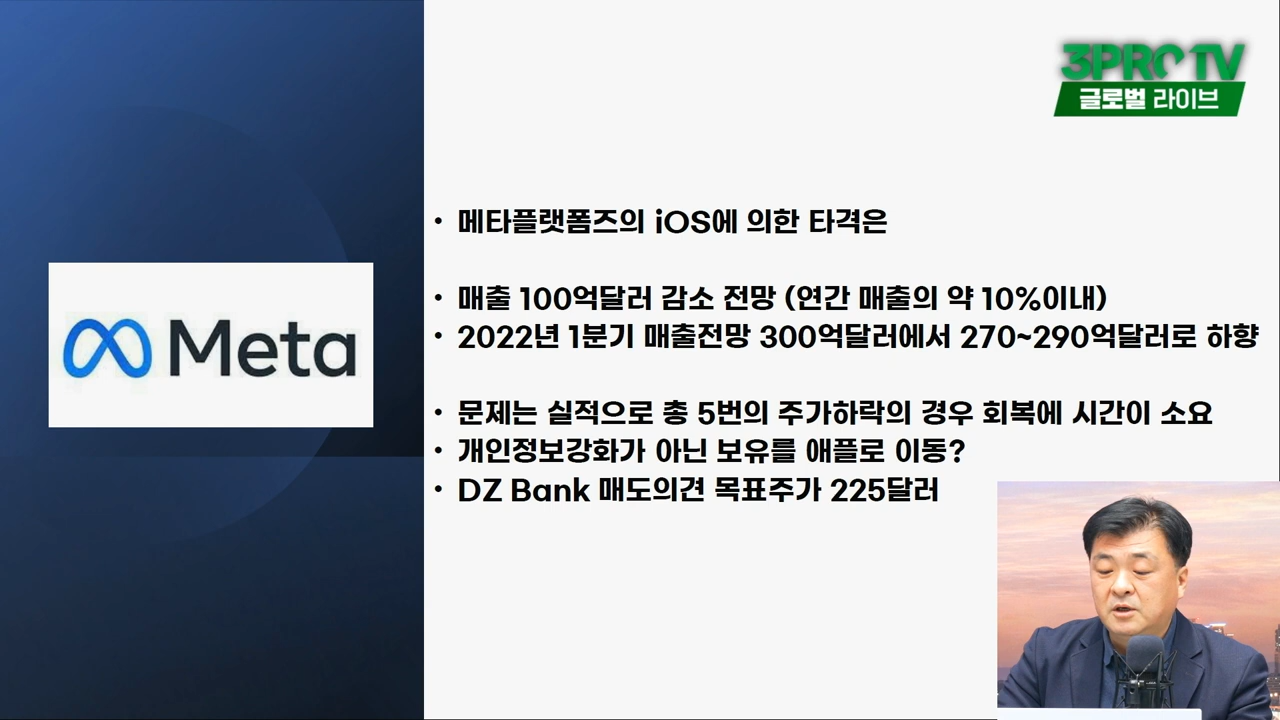 3PRO TV
글로벌 라이브
Meta
• 메타플랫폼즈의 iOS에 의한 타격은
• 매출 100억달러 감소 전망 (연간 매출의 약 10%이내)
• 2022년 1분기 매출전망 300억달러에서 270~290억달러로 하향
• 문제는 실적으로 총 5번의 주가하락의 경우 회복에 시간이 소요
• 개인정보강화가 아닌 보유를 애플로 이동?
• DZ Bank 매도의견 목표주가 225달러